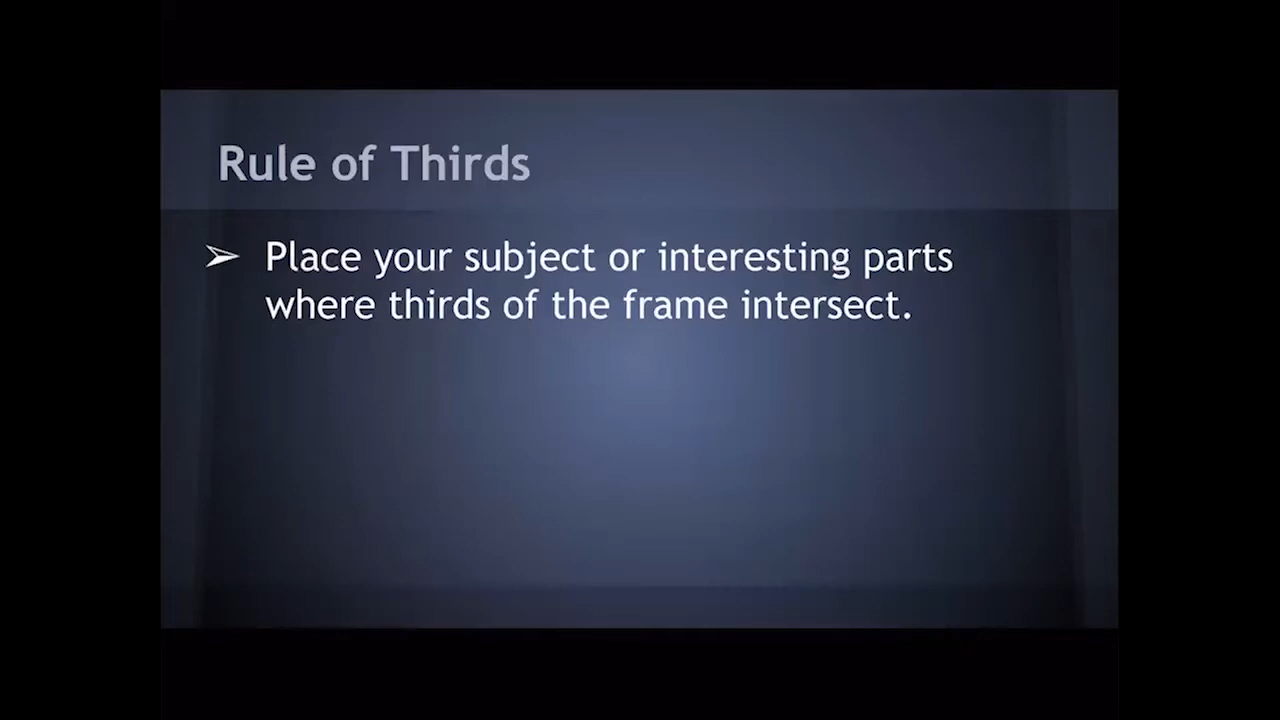 Rule of Thirds
➢ Place your subject or interesting parts
where thirds of the frame intersect.